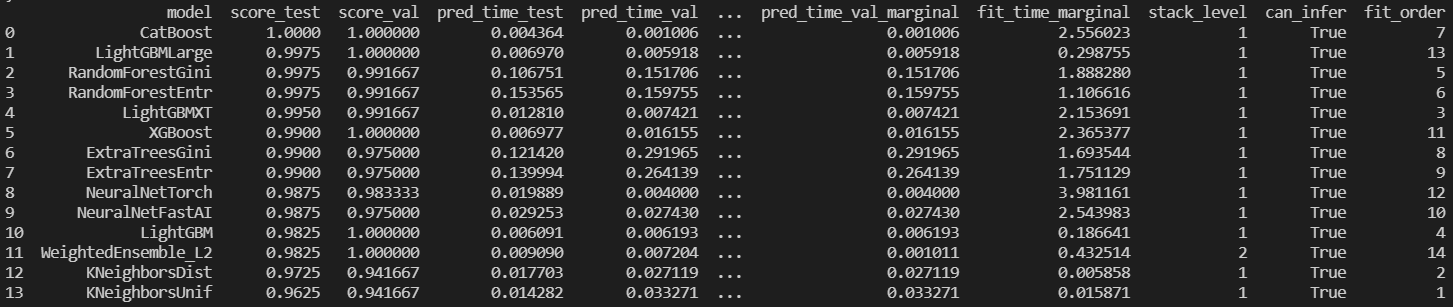 model score_test score_val pred_time_test pred_time_val ... pred_time_val_marginal fit_time_marginal stack_level can_infer fit_order
0 CatBoost 1.0000 1.000000 0.004364 0.001006 ... 0.001006 2.556023 1 True 7
1 LightGBMLarge 0.9975 1.000000 0.006970 0.005918 ... 0.005918 0.298755 1 True 13
2 RandomForestGini 0.9975 0.991667 0.106751 0.151706 ... 0.151706 1.888280 1 True 5
3 RandomForestEntr 0.9975 0.991667 0.153565 0.159755 ... 0.159755 1.106616 1 True 6
4 LightGBMXT 0.9950 0.991667 0.012810 0.007421 ... 0.007421 2.153691 1 True 3
5 XGBoost 0.9900 1.000000 0.006977 0.016155 ... 0.016155 2.365377 1 True 11
6 ExtraTreesGini 0.9900 0.975000 0.121420 0.291965 ... 0.291965 1.693544 1 True 8
7 ExtraTreesEntr 0.9900 0.975000 0.139994 0.264139 ... 0.264139 1.751129 1 True 9
8 NeuralNetTorch 0.9875 0.983333 0.019889 0.004000 ... 0.004000 3.981161 1 True 12
9 NeuralNetFastAI 0.9875 0.975000 0.029253 0.027430 ... 0.027430 2.543983 1 True 10
10 LightGBM 0.9825 1.000000 0.006091 0.006193 ... 0.006193 0.186641 1 True 4
11 WeightedEnsemble_L2 0.9825 1.000000 0.009090 0.007204 ... 0.001011 0.432514 2 True 14
12 KNeighborsDist 0.9725 0.941667 0.017703 0.027119 ... 0.027119 0.005858 1 True 2
13 KNeighborsUnif 0.9625 0.941667 0.014282 0.033271 ... 0.033271 0.015871 1 True 1